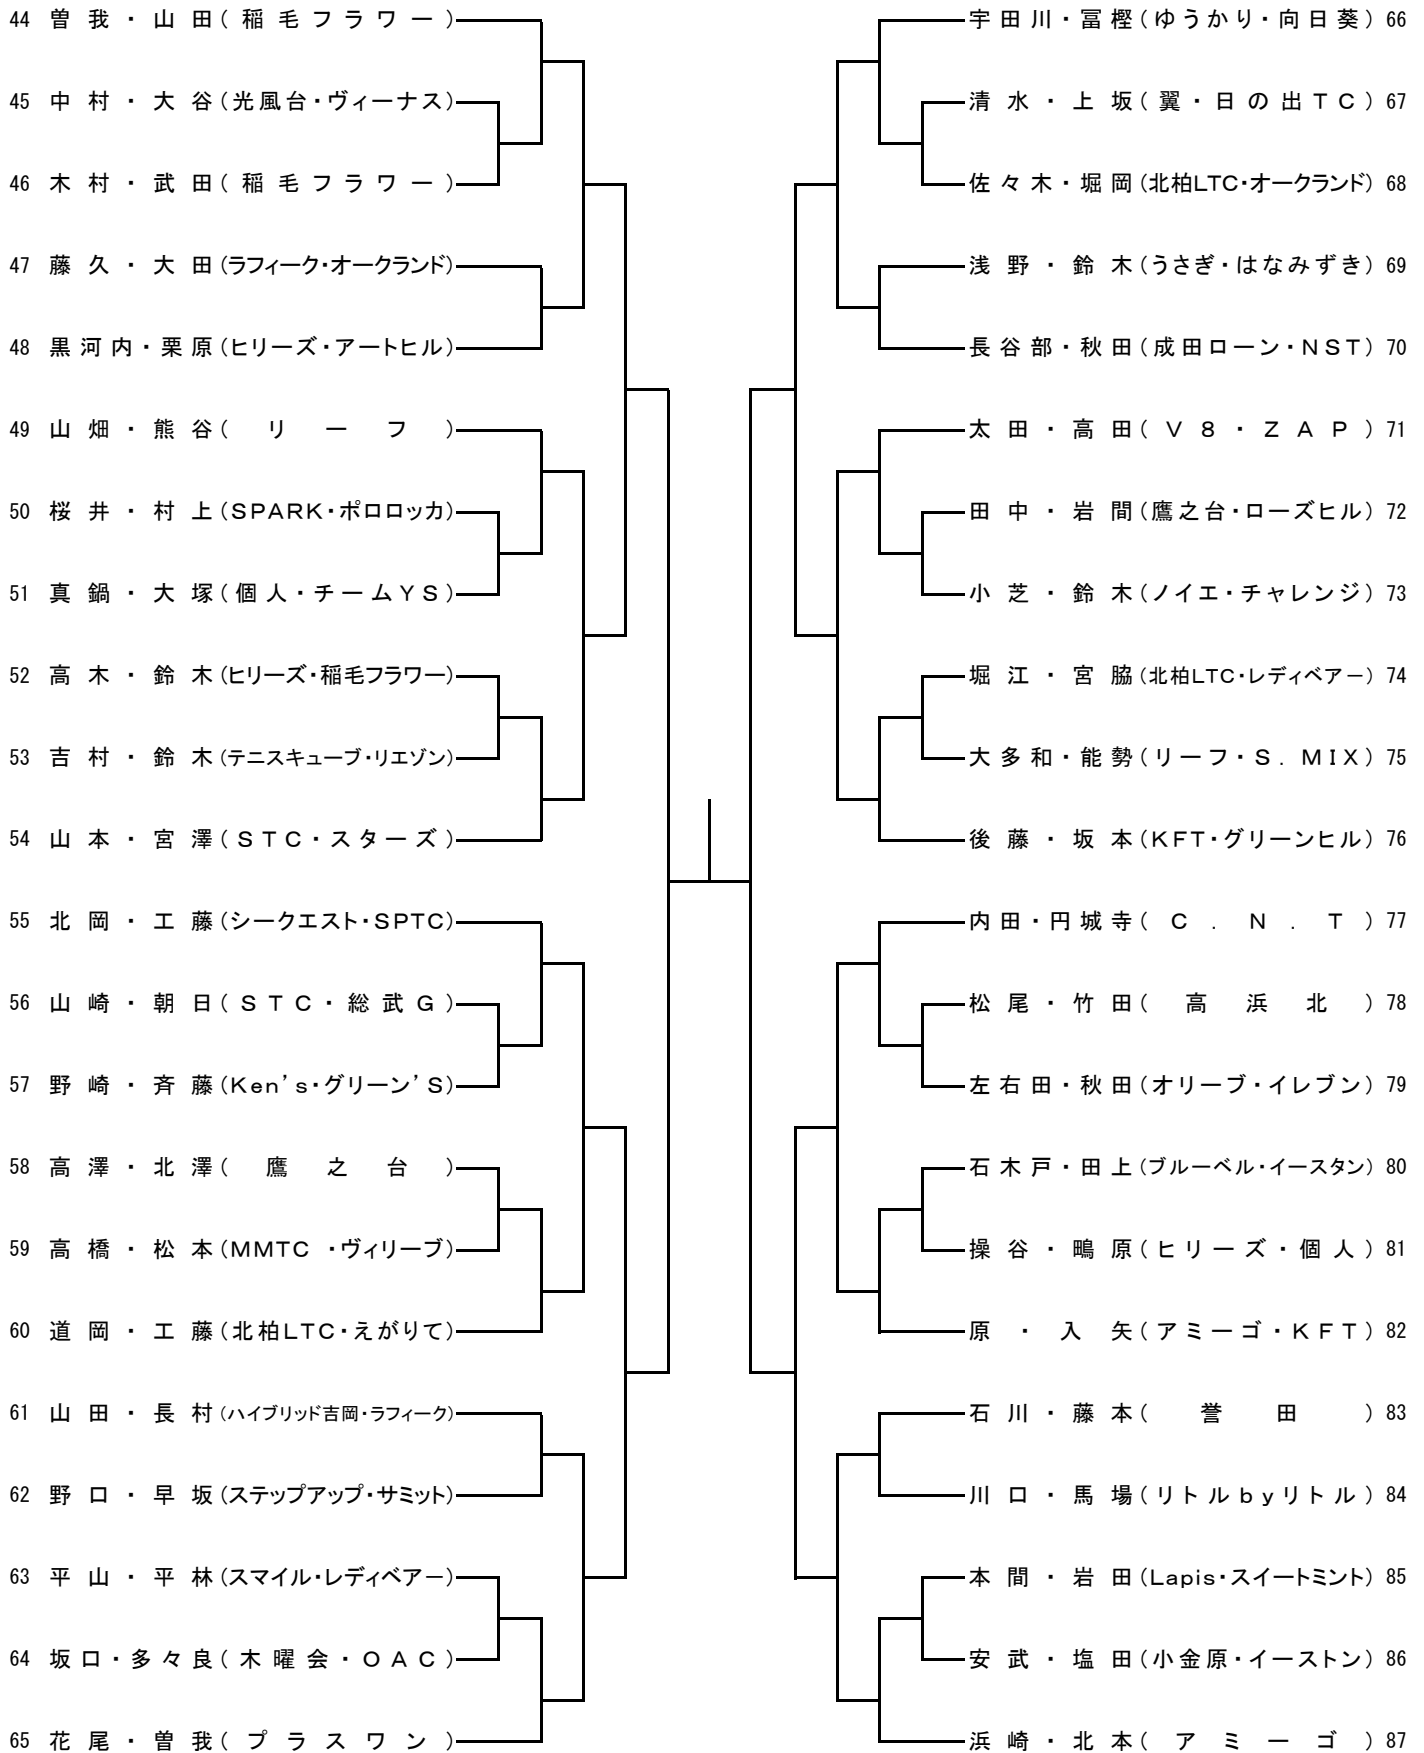 44 曽我・山田(稲毛フラワー)
45 中村・大谷(光風台・ヴィーナス)
46 木村・武田(稲毛フラワー)
47 藤久・大田(ラフィーク・オークランド)
48 黒河内・栗原(ヒリーズ・アートヒル)
49 山畑・熊谷(リーフ)
50 桜井・村上(SPARK・ポロロッカ)
51 真鍋・大塚(個人・チームYS)
52 高木・鈴木(ヒリーズ・稲毛フラワー)
53 吉村・鈴木(テニスキューブ・リエゾン)
54 山本・宮澤(STC・スターズ)
55 北岡・工藤(シークエスト・SPTC)
56 山崎・朝日(STC・総武G)
57 野崎・斉藤(Ken's・グリーン'S)
58 高澤・北澤(鷹之台)
59 高橋・松本(MMTC ・ヴィリーブ)
60 道岡・工藤(北柏LTC・えがりて)
61 山田・長村(ハイブリッド吉岡・ラフィーク)
62 野口・早坂(ステップアップ・サミット)
63 平山・平林(スマイル・レディベアー)
64 坂口・多々良(木曜会・OAC)
65 花尾・曽我(プラスワン)
宇田川・冨樫(ゆうかり・向日葵) 66
清水・上坂(翼・日の出TC) 67
佐々木・堀岡(北柏LTC・オークランド) 68
浅野・鈴木(うさぎ・はなみずき) 69
長谷部・秋田(成田ローン・NST) 70
太田・高田(V8・ZAP) 71
田中・岩間(鷹之台・ローズヒル) 72
小芝・鈴木(ノイエ・チャレンジ) 73
堀江・宮脇(北柏LTC・レディベアー) 74
大多和・能勢(リーフ・S.MIX) 75
後藤・坂本(KFT・グリーンヒル) 76
内田・円城寺(C.N.T) 77
松尾・竹田(高浜北) 78
左右田・秋田(オリーブ・イレブン) 79
石木戸・田上(ブルーベル・イースタン) 80
操谷・鴫原(ヒリーズ・個人) 81
原・入矢(アミーゴ・KFT) 82
石川・藤本(誉田) 83
川口・馬場(リトルbyリトル) 84
本間・岩田(Lapis・スイートミント) 85
安武・塩田(小金原・イーストン) 86
浜崎・北本(アミーゴ) 87